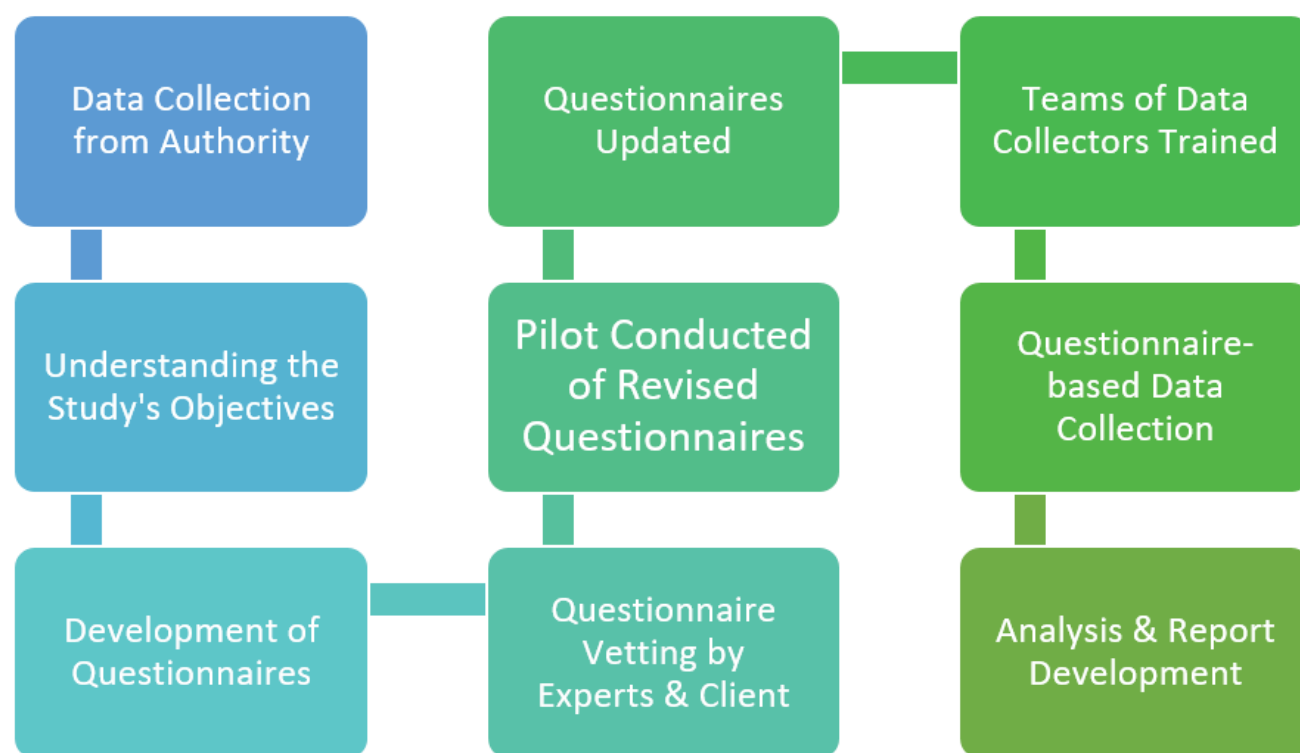 Data Collection
from Authority
Understanding the
Study's Objectives
Development of
Questionnaires
Questionnaire
Vetting by
Experts & Client
Pilot Conducted
of Revised
Questionnaires
Questionnaires
Updated
Teams of Data
Collectors Trained
Questionnaire-
based Data
Collection
Analysis & Report
Development